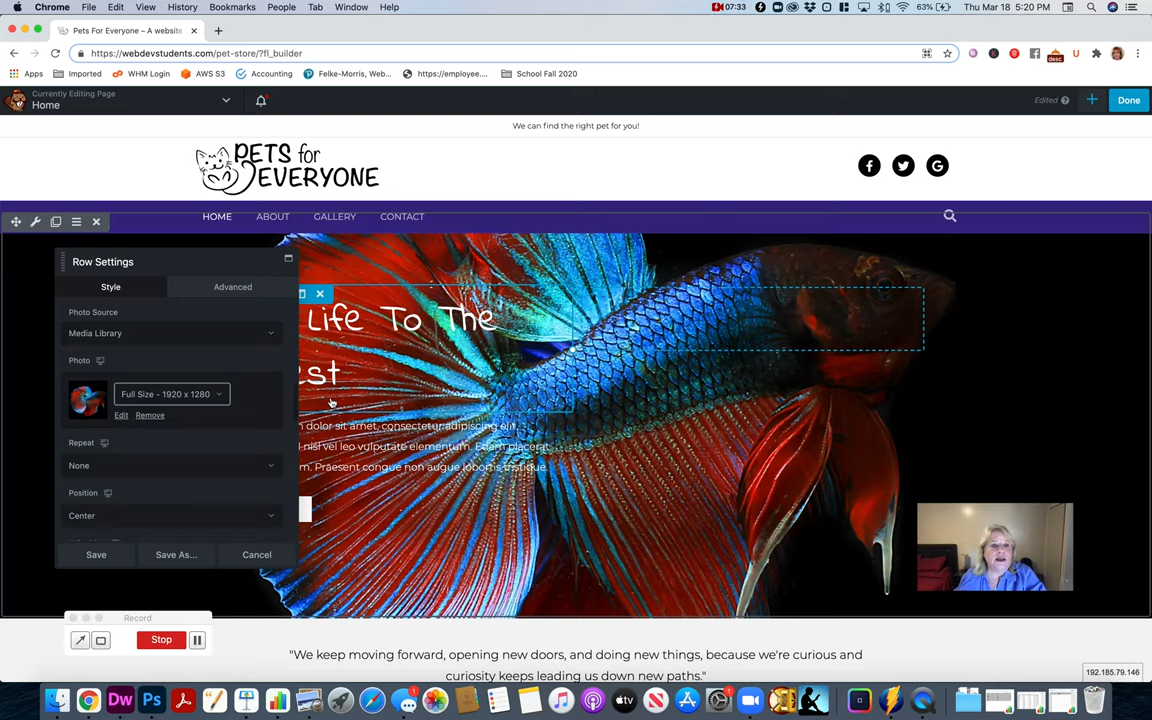 Chrome File Edit View History Bookmarks People Tab Window Help 07:33 63% Thu Mar 18 5:20 PM
Pets For Everyone – A website
https://webdevstudents.com/pet-store/?fl_builder
Apps Imported WHM Login AWS S3 Accounting Felke-Morris, Web... https://employee.... School Fall 2020
desc
Currently Editing Page
Home
Edited
Done
We can find the right pet for you!
PETS for
EVERYONE
HOME ABOUT GALLERY CONTACT
Row Settings
Style Advanced
Life To The
est
Photo Source
Media Library
Photo
Full Size - 1920 x 1280
Edit Remove
dolor sit amet, consectetur adipiscing elit.
nisl vel leo vulputate elementum. Etiam placerat
m. Praesent congue non augue lobortis tristique.
Repeat
None
Position
Center
Save Save As... Cancel
Record
Stop
"We keep moving forward, opening new doors, and doing new things, because we're curious and
curiosity keeps leading us down new paths."
192.185.79.146
Dw Ps tv